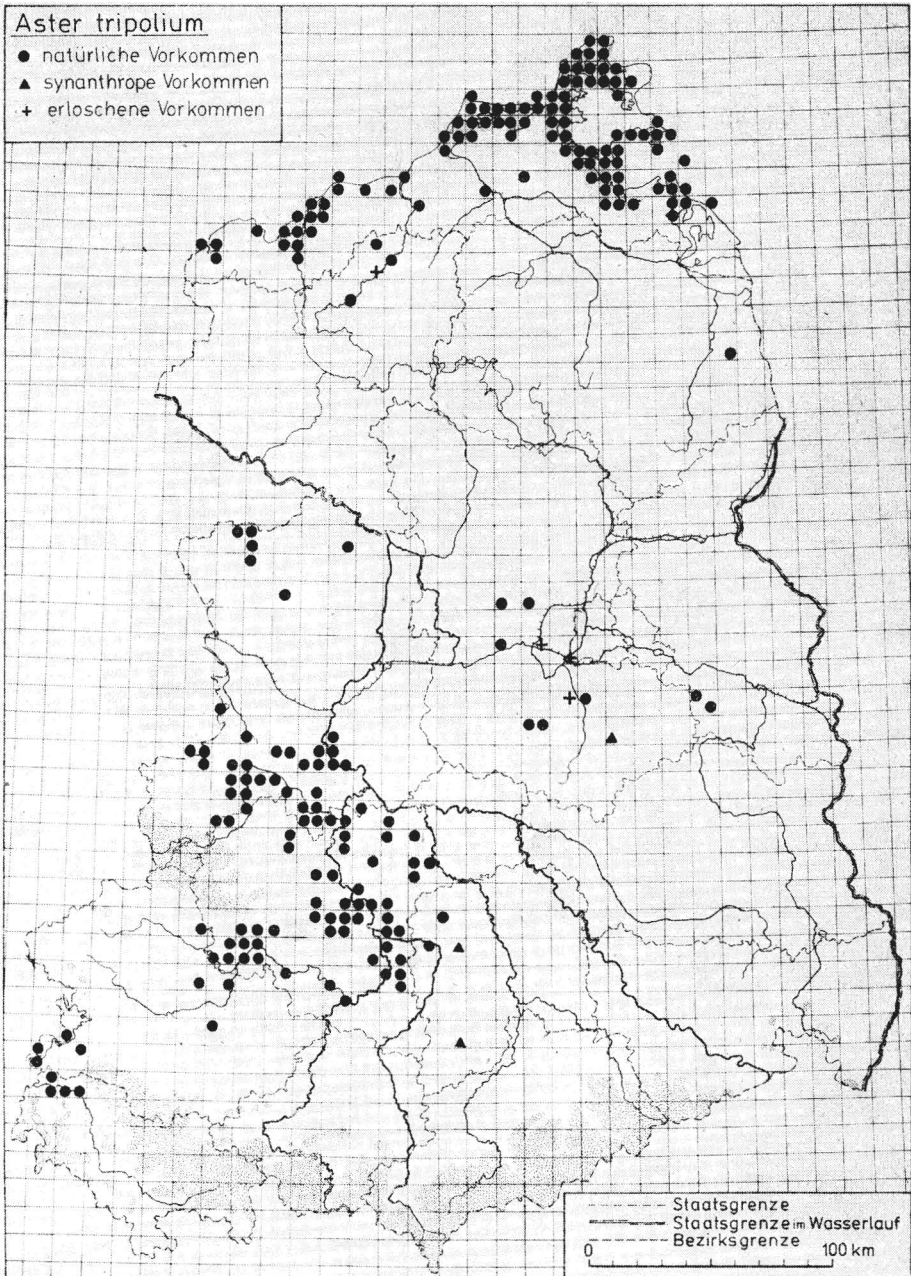 Aster tripolium
● natürliche Vorkommen
▲ synanthrope Vorkommen
+ erloschene Vorkommen
Staatsgrenze
Staatsgrenze im Wasserlauf
Bezirksgrenze
0 100 km